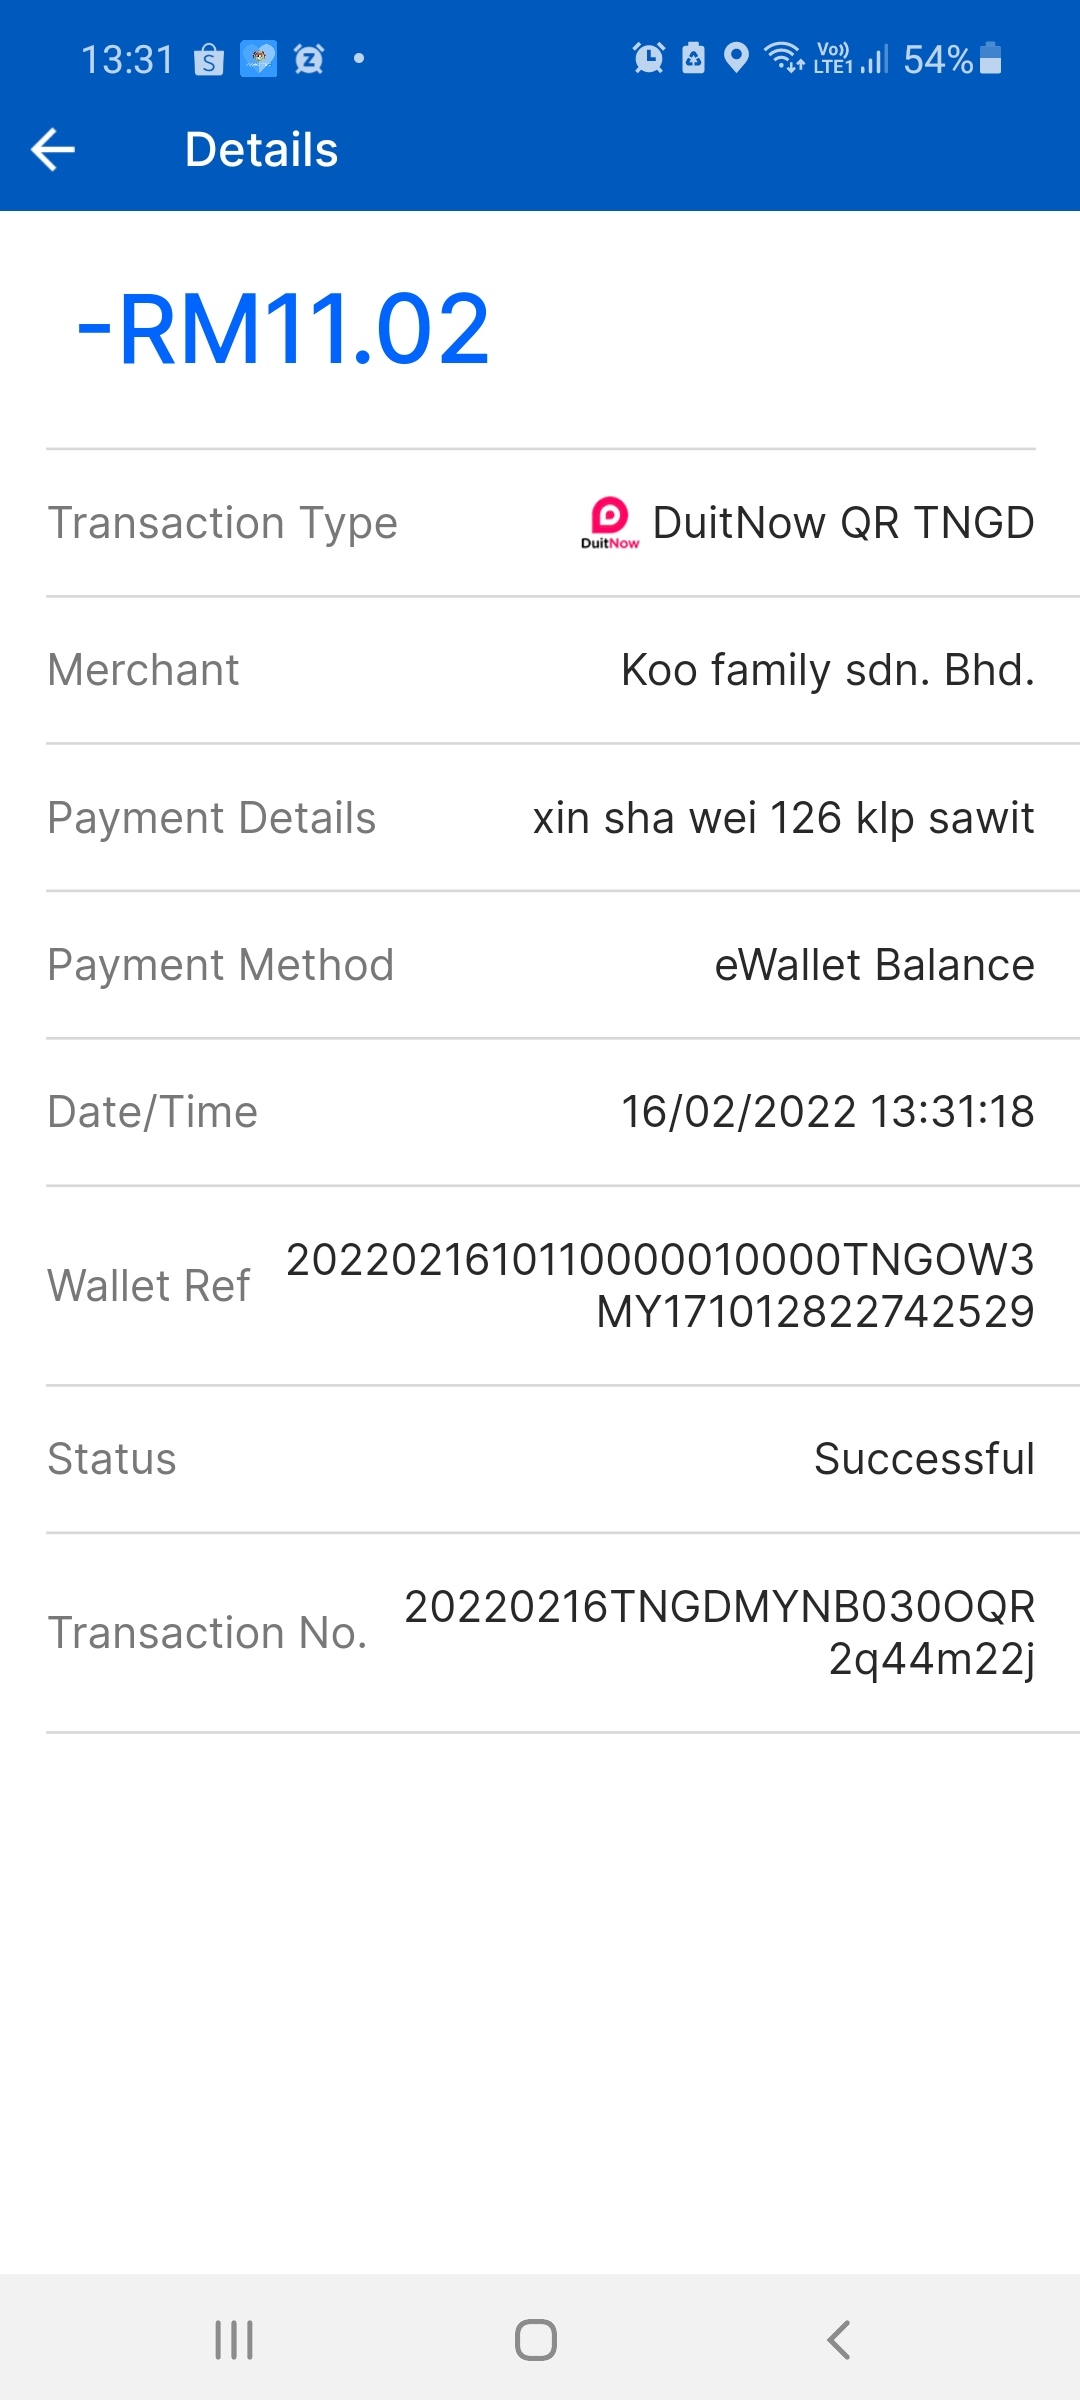 13:31
Vo))
LTE1
54%
Details
-RM11.02
Transaction Type
DuitNow
DuitNow QR TNGD
Merchant
Koo family sdn. Bhd.
Payment Details
xin sha wei 126 klp sawit
Payment Method
eWallet Balance
Date/Time
16/02/2022 13:31:18
Wallet Ref
20220216101110000010000TNGOW3
MY171012822742529
Status
Successful
Transaction No.
20220216TNGDMYNB030OQR
2q44m22j